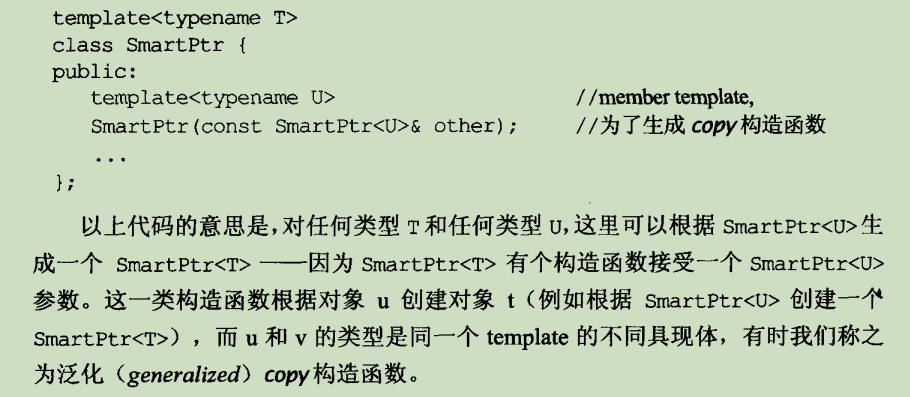 template<typename T>
class SmartPtr {
public:
template<typename U> //member template,
SmartPtr(const SmartPtr<U>& other); //为了生成 copy 构造函数
...
};
以上代码的意思是,对任何类型 T 和任何类型 U,这里可以根据 SmartPtr<U>生
成一个 SmartPtr<T> ——因为 SmartPtr<T> 有个构造函数接受一个 SmartPtr<U>
参数。这一类构造函数根据对象 u 创建对象 t(例如根据 SmartPtr<U> 创建一个
SmartPtr<T>),而 u 和 v 的类型是同一个 template 的不同具现体,有时我们称之
为泛化(generalized)copy 构造函数。